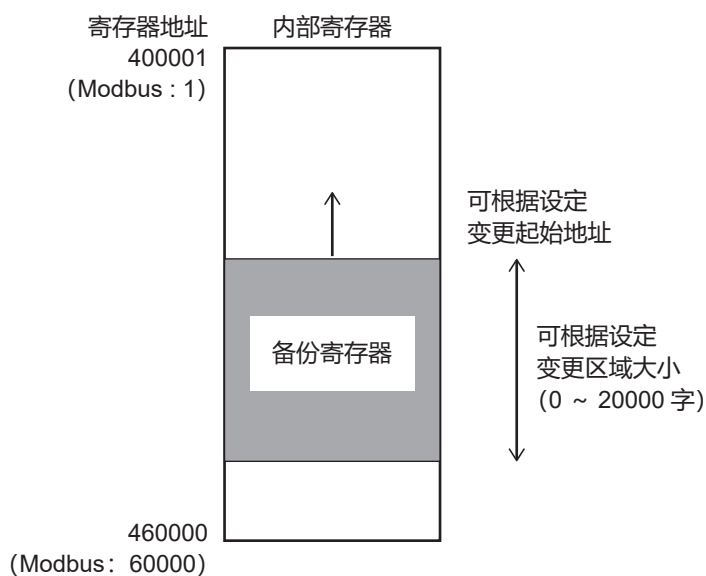 寄存器地址 内部寄存器
400001
(Modbus : 1)
可根据设定
变更起始地址
备份寄存器
可根据设定
变更区域大小
(0 ～ 20000 字)
460000
(Modbus：60000)